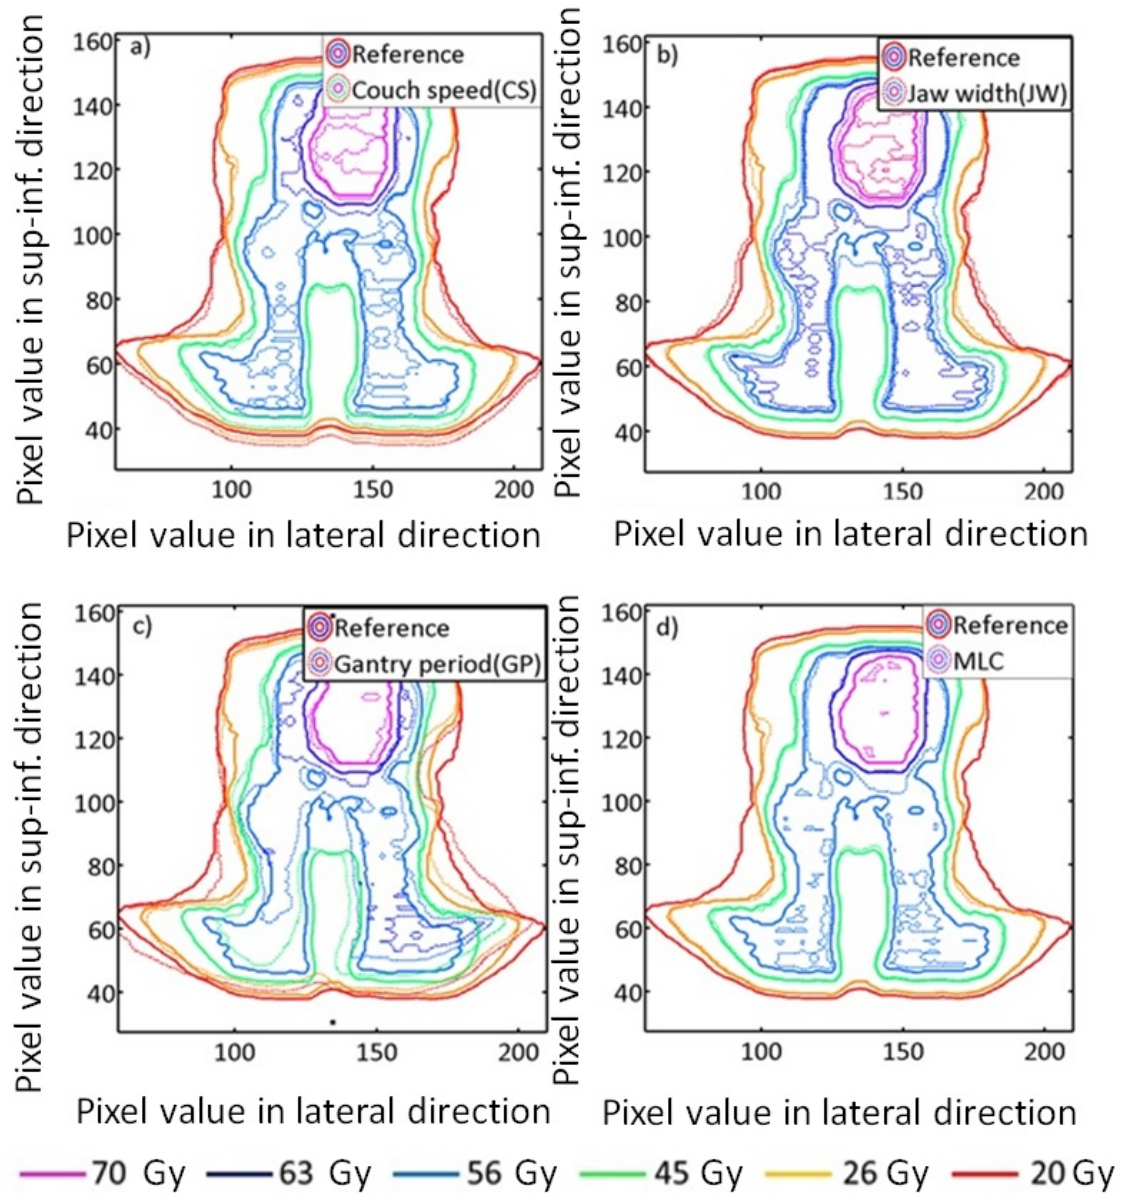 Pixel value in sup-inf. direction
160
140
120
100
80
60
40
a)
Reference
Couch speed(CS)
100 150 200
Pixel value in lateral direction
Pixel value in sup-inf. direction
160
140
120
100
80
60
40
b)
Reference
Jaw width(JW)
100 150 200
Pixel value in lateral direction
Pixel value in sup-inf. direction
160
140
120
100
80
60
40
c)
Reference
Gantry period(GP)
100 150 200
Pixel value in lateral direction
Pixel value in sup-inf. direction
160
140
120
100
80
60
40
d)
Reference
MLC
100 150 200
Pixel value in lateral direction
70 Gy 63 Gy 56 Gy 45 Gy 26 Gy 20 Gy